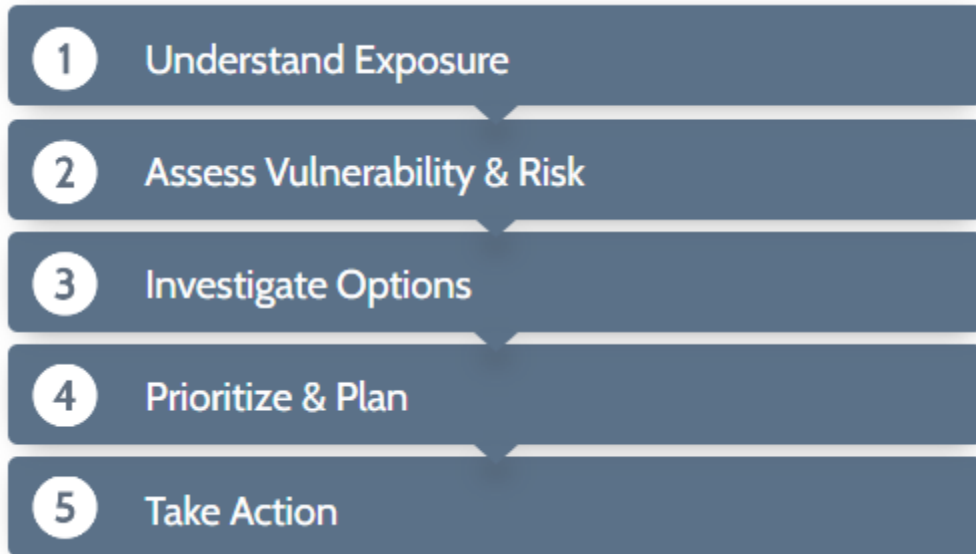 1 Understand Exposure
2 Assess Vulnerability & Risk
3 Investigate Options
4 Prioritize & Plan
5 Take Action